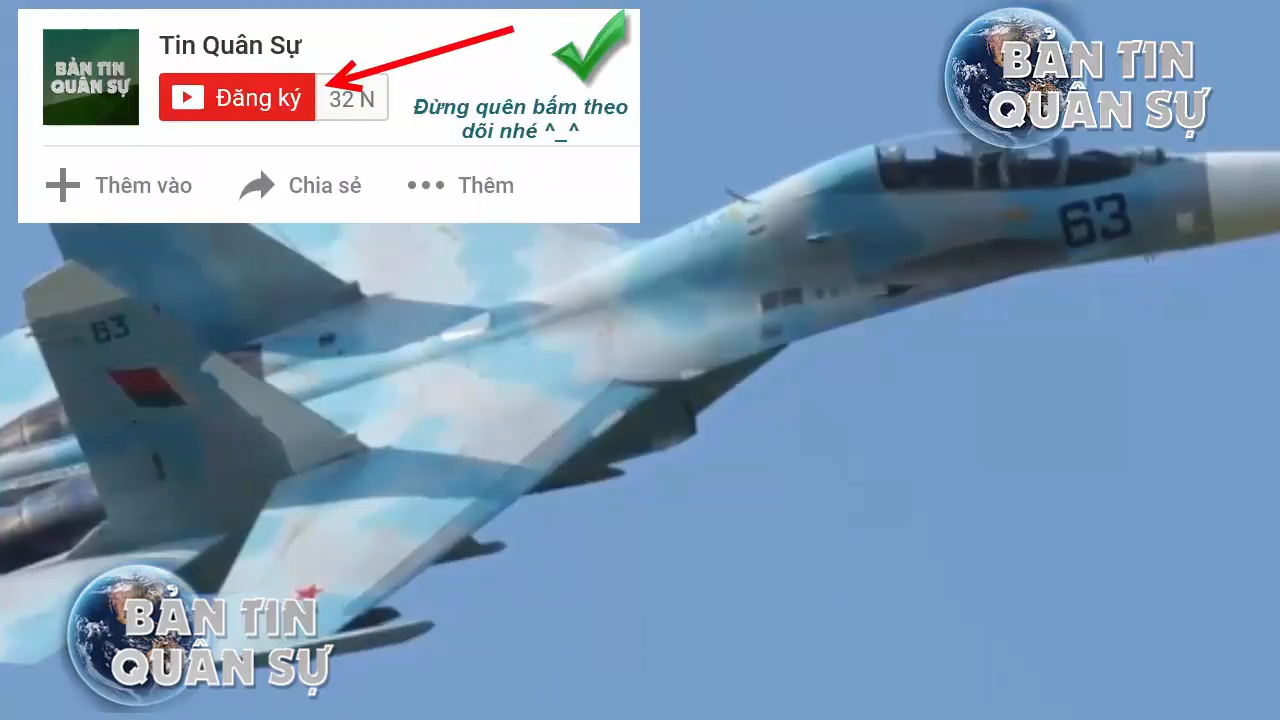 Tin Quân Sự
BẢN TIN
QUÂN SỰ
Đăng ký
32 N
Đừng quên bấm theo
dõi nhé ^_^
Thêm vào
Chia sẻ
Thêm
BẢN TIN
QUÂN SỰ
63
63
BẢN TIN
QUÂN SỰ